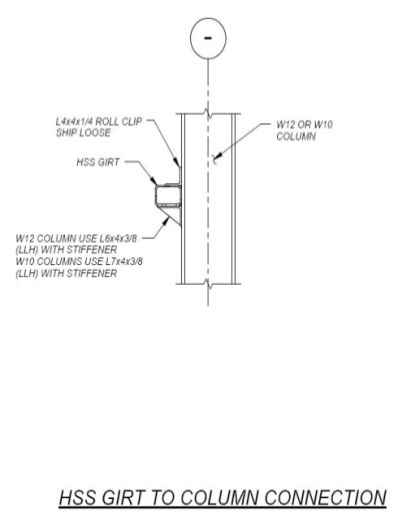 -
L4x4x1/4 ROLL CLIP
SHIP LOOSE
W12 OR W10
COLUMN
HSS GIRT
W12 COLUMN USE L6x4x3/8
(LLH) WITH STIFFENER
W10 COLUMNS USE L7x4x3/8
(LLH) WITH STIFFENER
HSS GIRT TO COLUMN CONNECTION